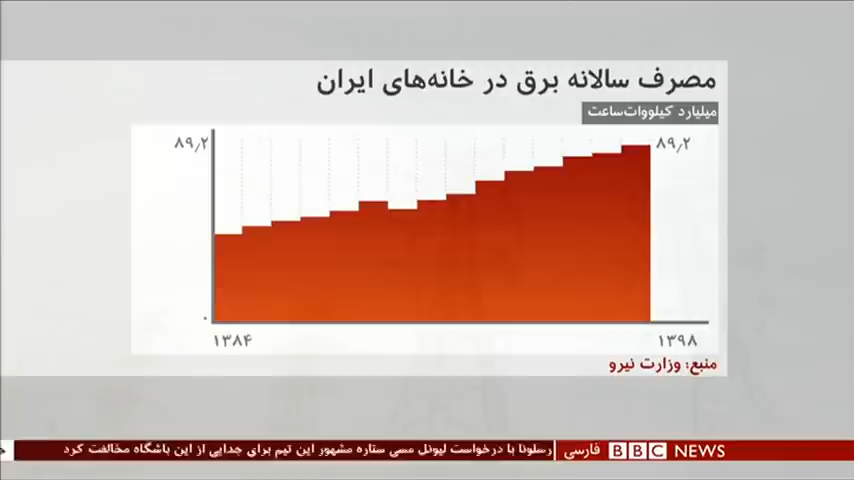 مصرف سالانه برق در خانه‌های ایران
میلیارد کیلووات‌ساعت
۸۹٫۲
۸۹٫۲
۰
۱۳۸۴
۱۳۹۸
منبع: وزارت نیرو
BBC NEWS فارسی
رسلونا با درخواست لیونل مسی ستاره مشهور این تیم برای جدایی از این باشگاه مخالفت کرد